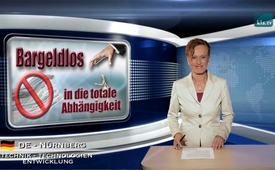 Bargeldlos
in die totale
Abhängigkeit
DE - NÜRNBERG
TECHNIK - TECHNOLOGIEN
ENTWICKLUNG